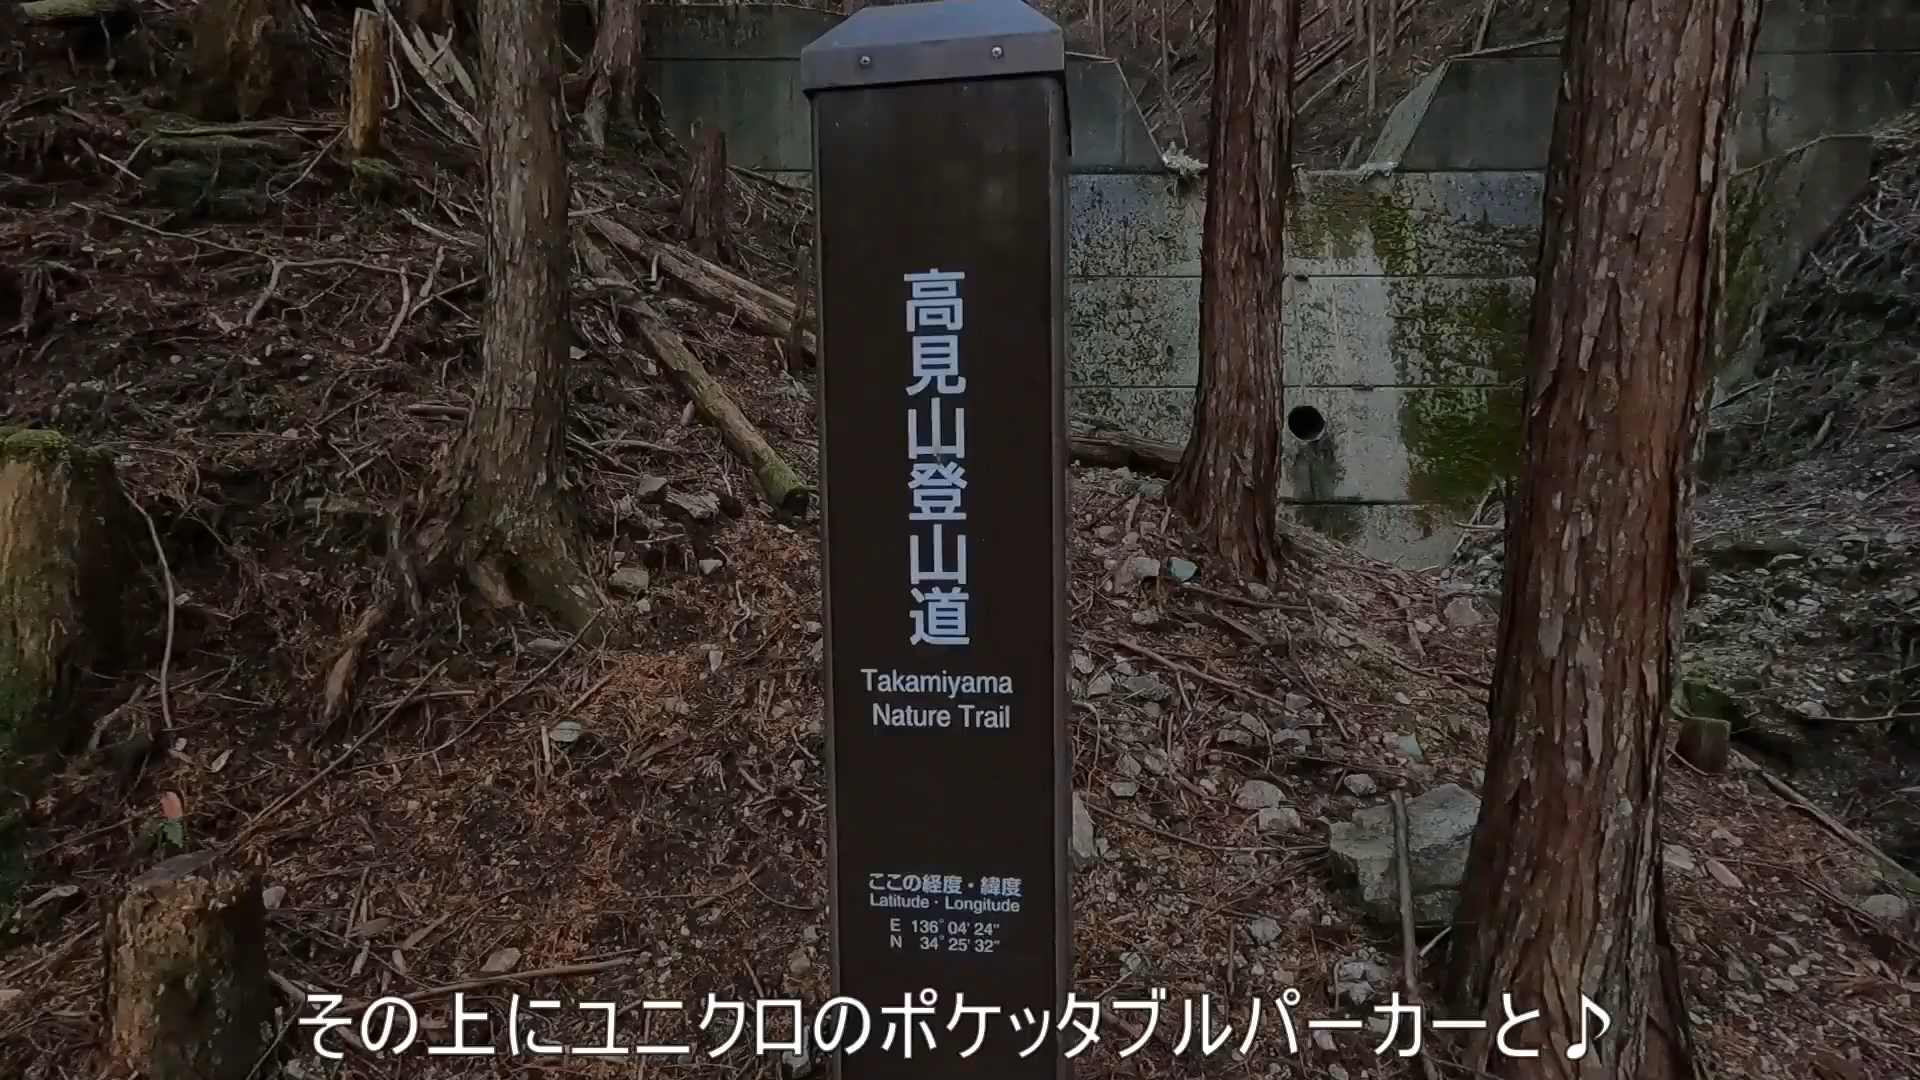 高見山登山道
Takamiyama
Nature Trail
ここの経度・緯度
Latitude・Longitude
E 136° 04' 24"
N 34° 25' 32"
その上にユニクロのポケッタブルパーカーと♪